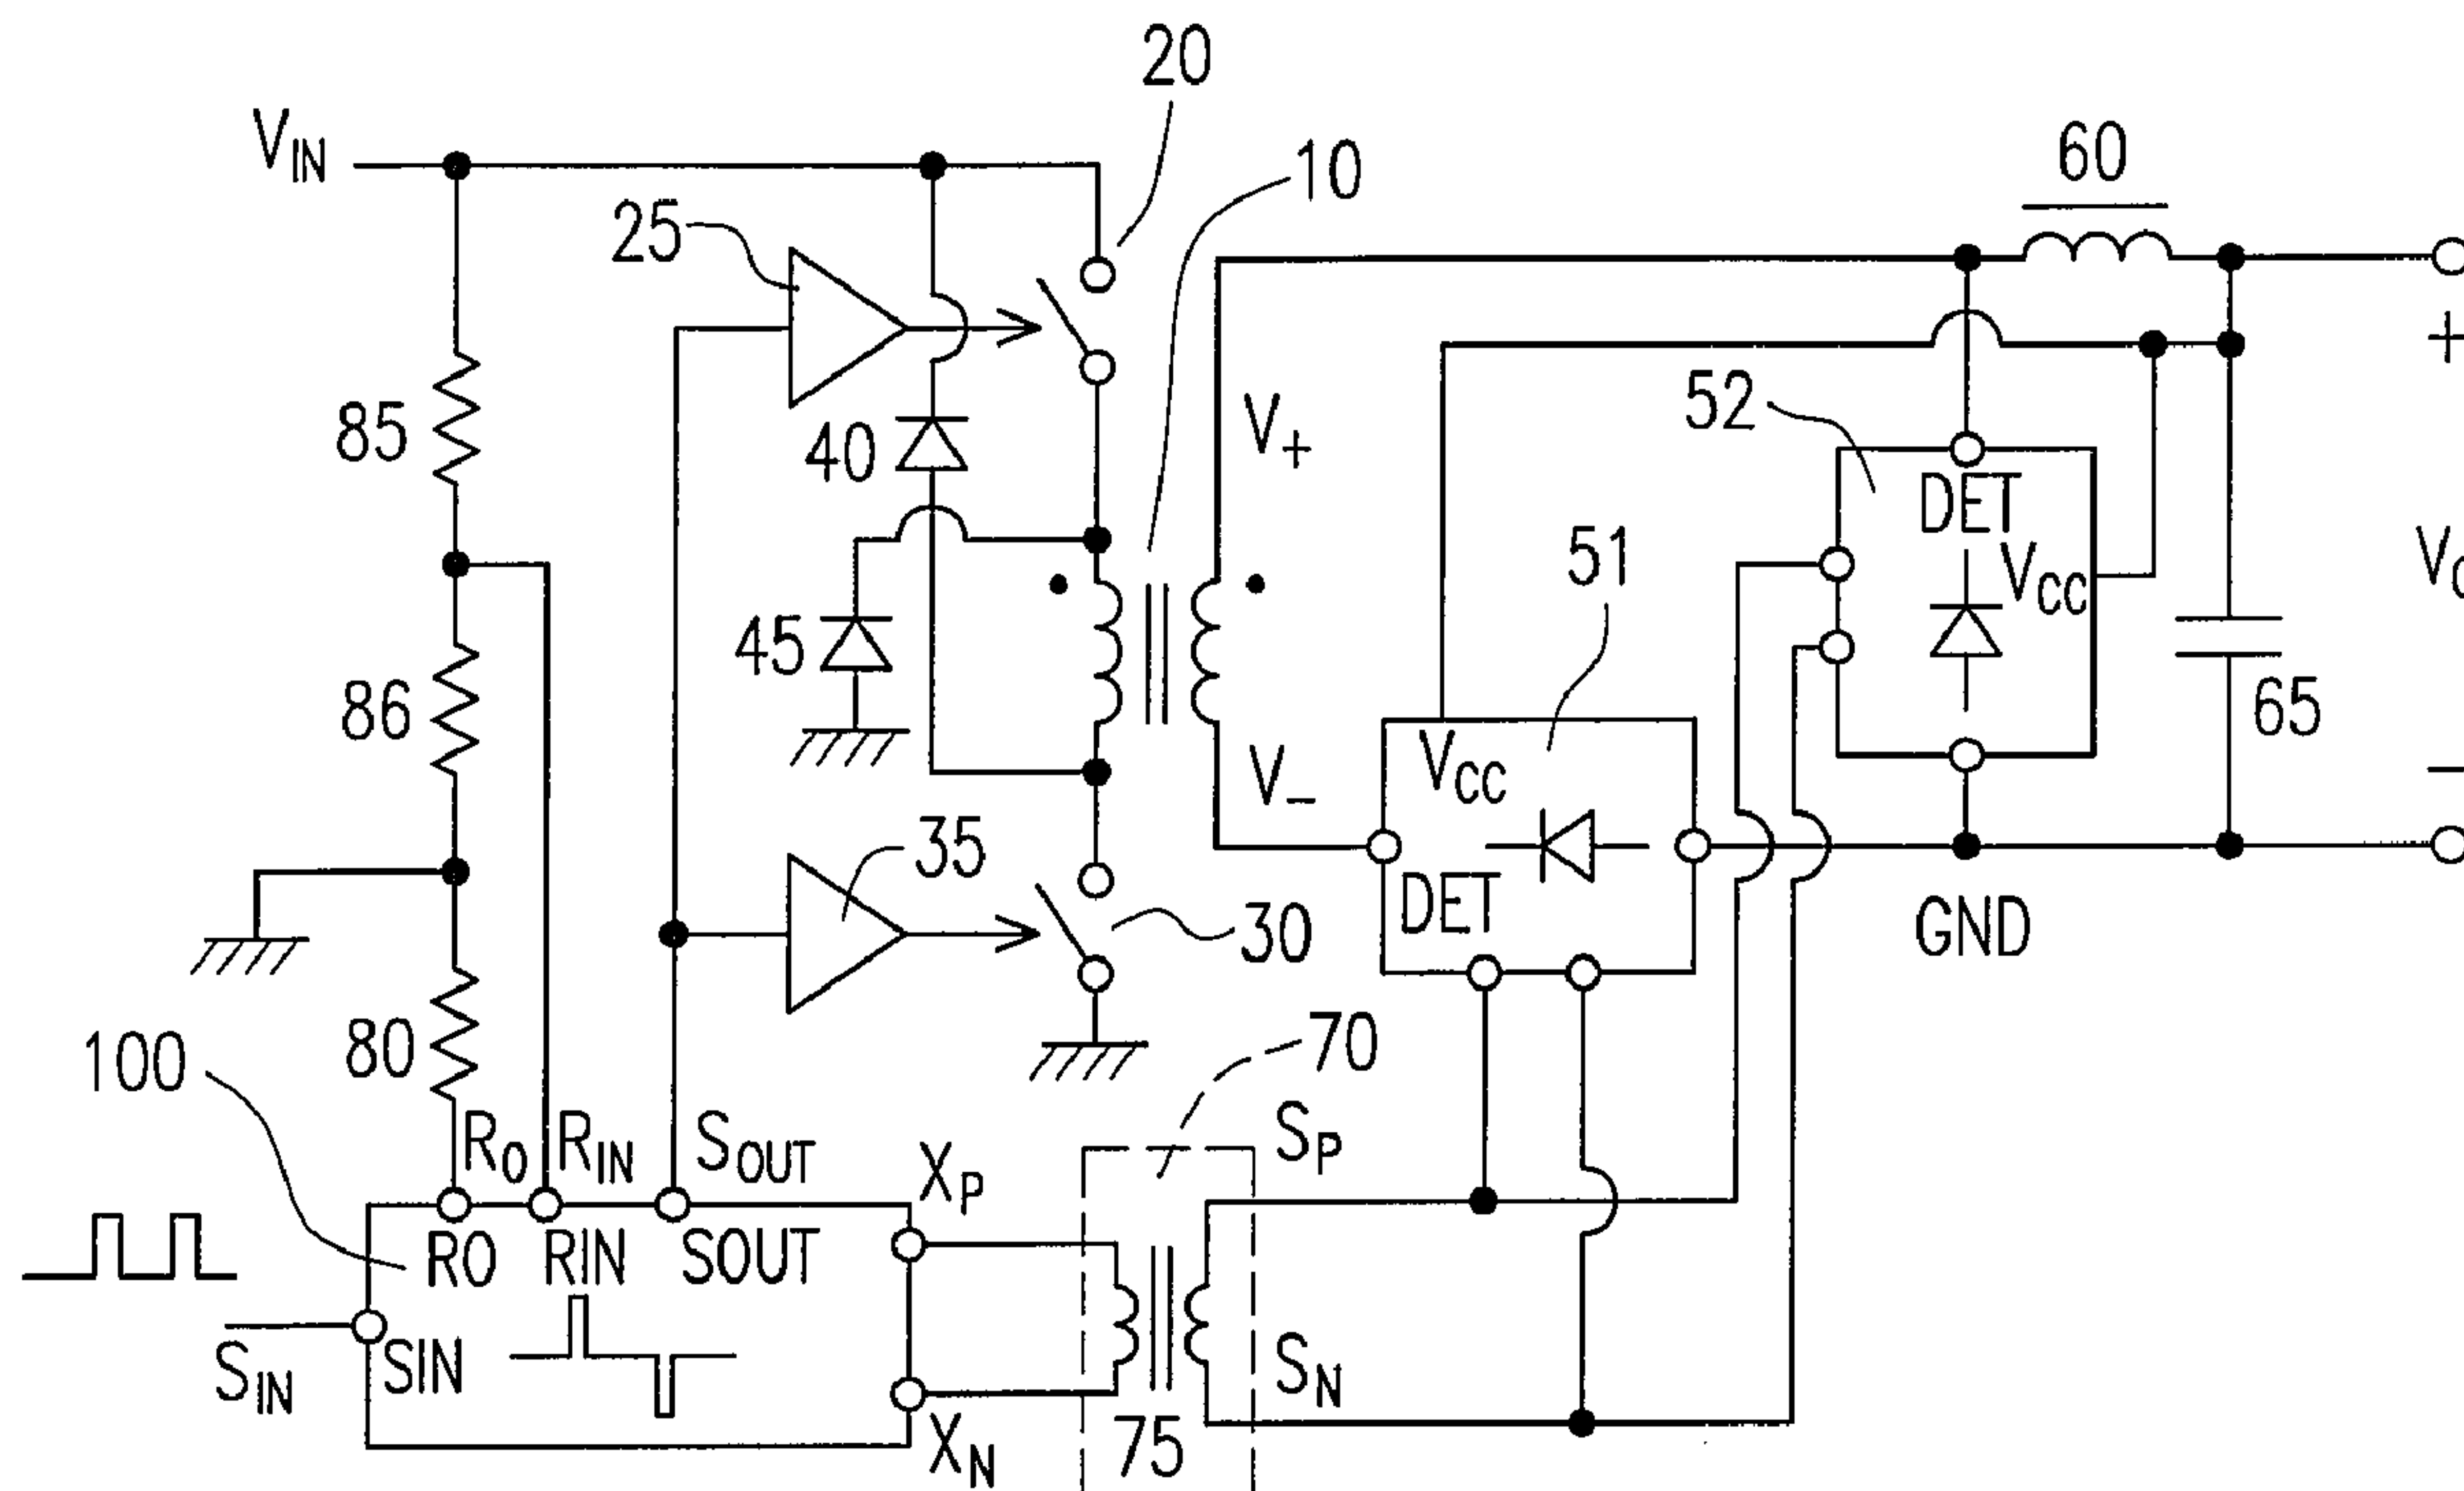 20
V_IN
10
60
25
V+
52
85
40
DET
V_CC
51
45
86
V_CC
65
V−
35
DET
30
GND
80
100
70
R_O
R_IN
S_OUT
X_P
S_P
RO
RIN
SOUT
S_IN
SIN
S_N
X_N
75
+
−